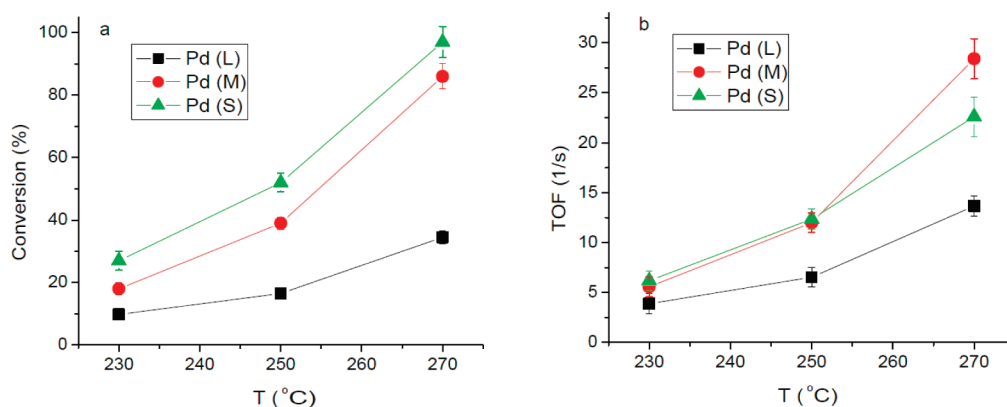 a
Pd (L)
Pd (M)
Pd (S)
Conversion (%)
100
80
60
40
20
0
230 240 250 260 270
T (°C)
b
Pd (L)
Pd (M)
Pd (S)
TOF (1/s)
30
25
20
15
10
5
0
230 240 250 260 270
T (°C)